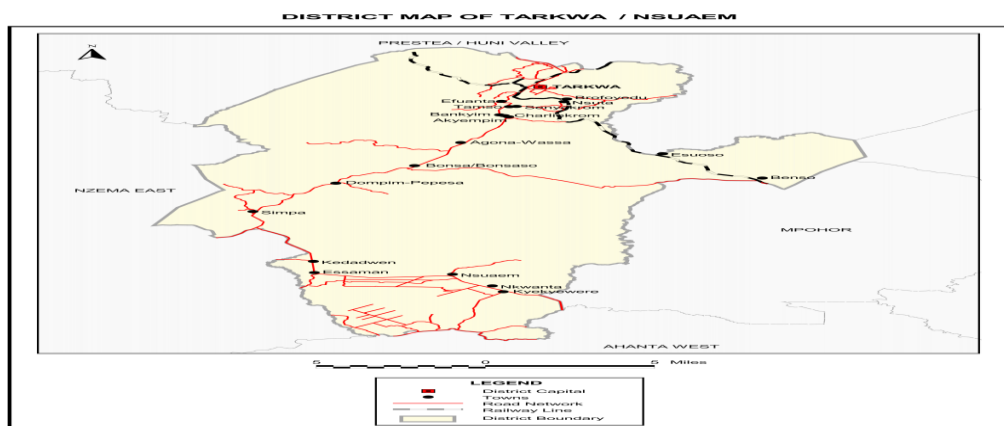 DISTRICT MAP OF TARKWA / NSUAEM
N
PRESTEA / HUNI VALLEY
TARKWA
Brofoyedu
Efuanta
Nsuta
Tamso
Bankyim
Charlinkrom
Akyempim
Agona-Wassa
Esuoso
Bonsa/Bonsaso
Benso
Dompim-Pepesa
NZEMA EAST
Simpa
MPOHOR
Kedadwen
Essaman
Nsuaem
Nkwanta
Kyekyewere
AHANTA WEST
5 0 5 Miles
LEGEND
District Capital
Towns
Road Network
Railway Line
District Boundary